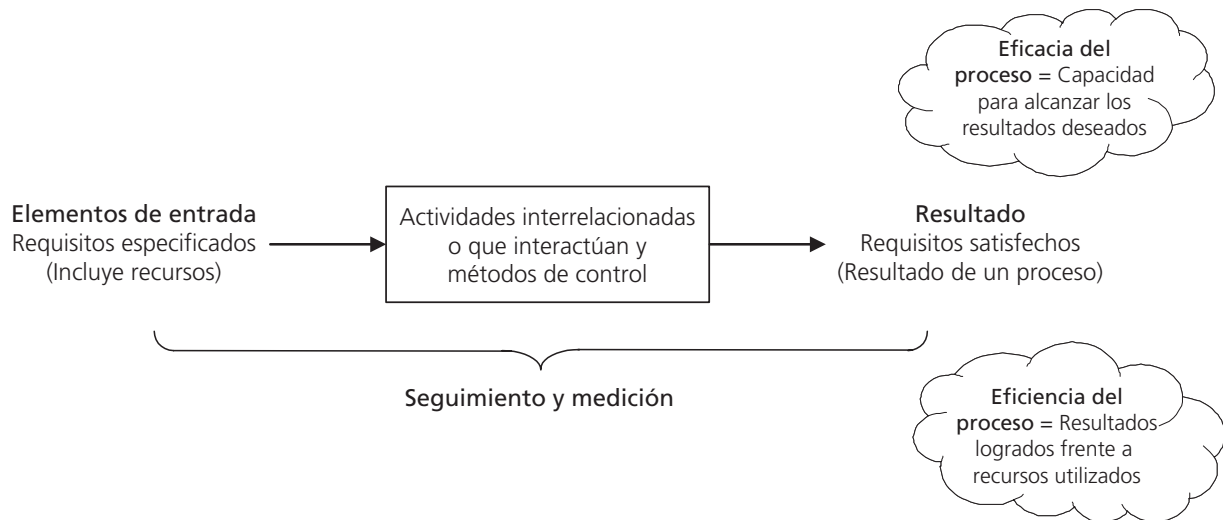 Eficacia del
proceso = Capacidad
para alcanzar los
resultados deseados
Elementos de entrada
Requisitos especificados
(Incluye recursos)
Actividades interrelacionadas
o que interactúan y
métodos de control
Resultado
Requisitos satisfechos
(Resultado de un proceso)
Seguimiento y medición
Eficiencia del
proceso = Resultados
logrados frente a
recursos utilizados